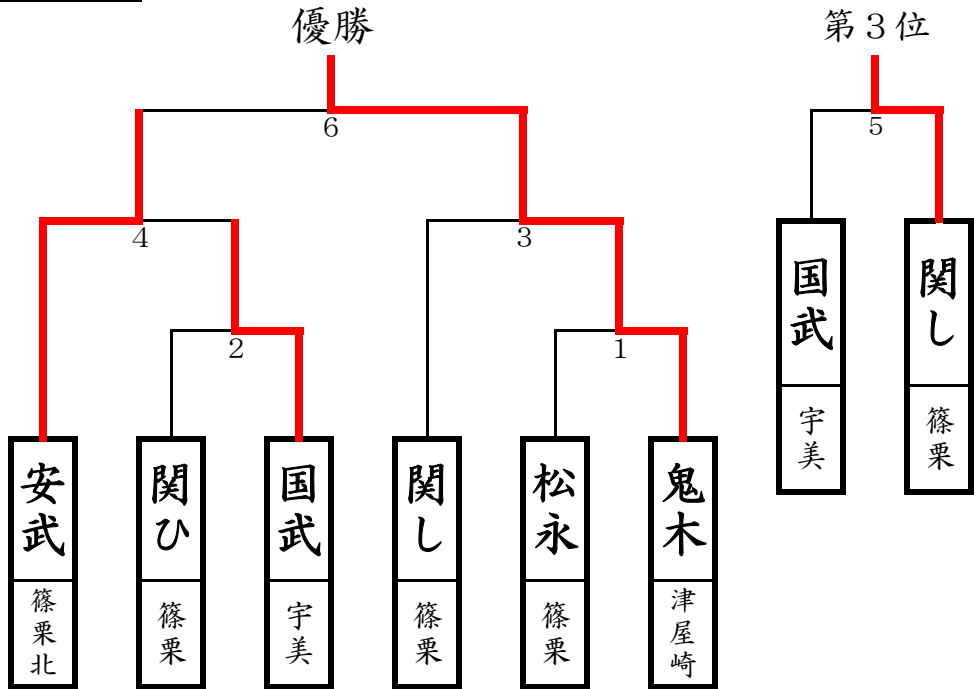 優勝
第３位
6
5
4
3
2
1
国武
宇美
関し
篠栗
安武
篠栗北
関ひ
篠栗
国武
宇美
関し
篠栗
松永
篠栗
鬼木
津屋崎